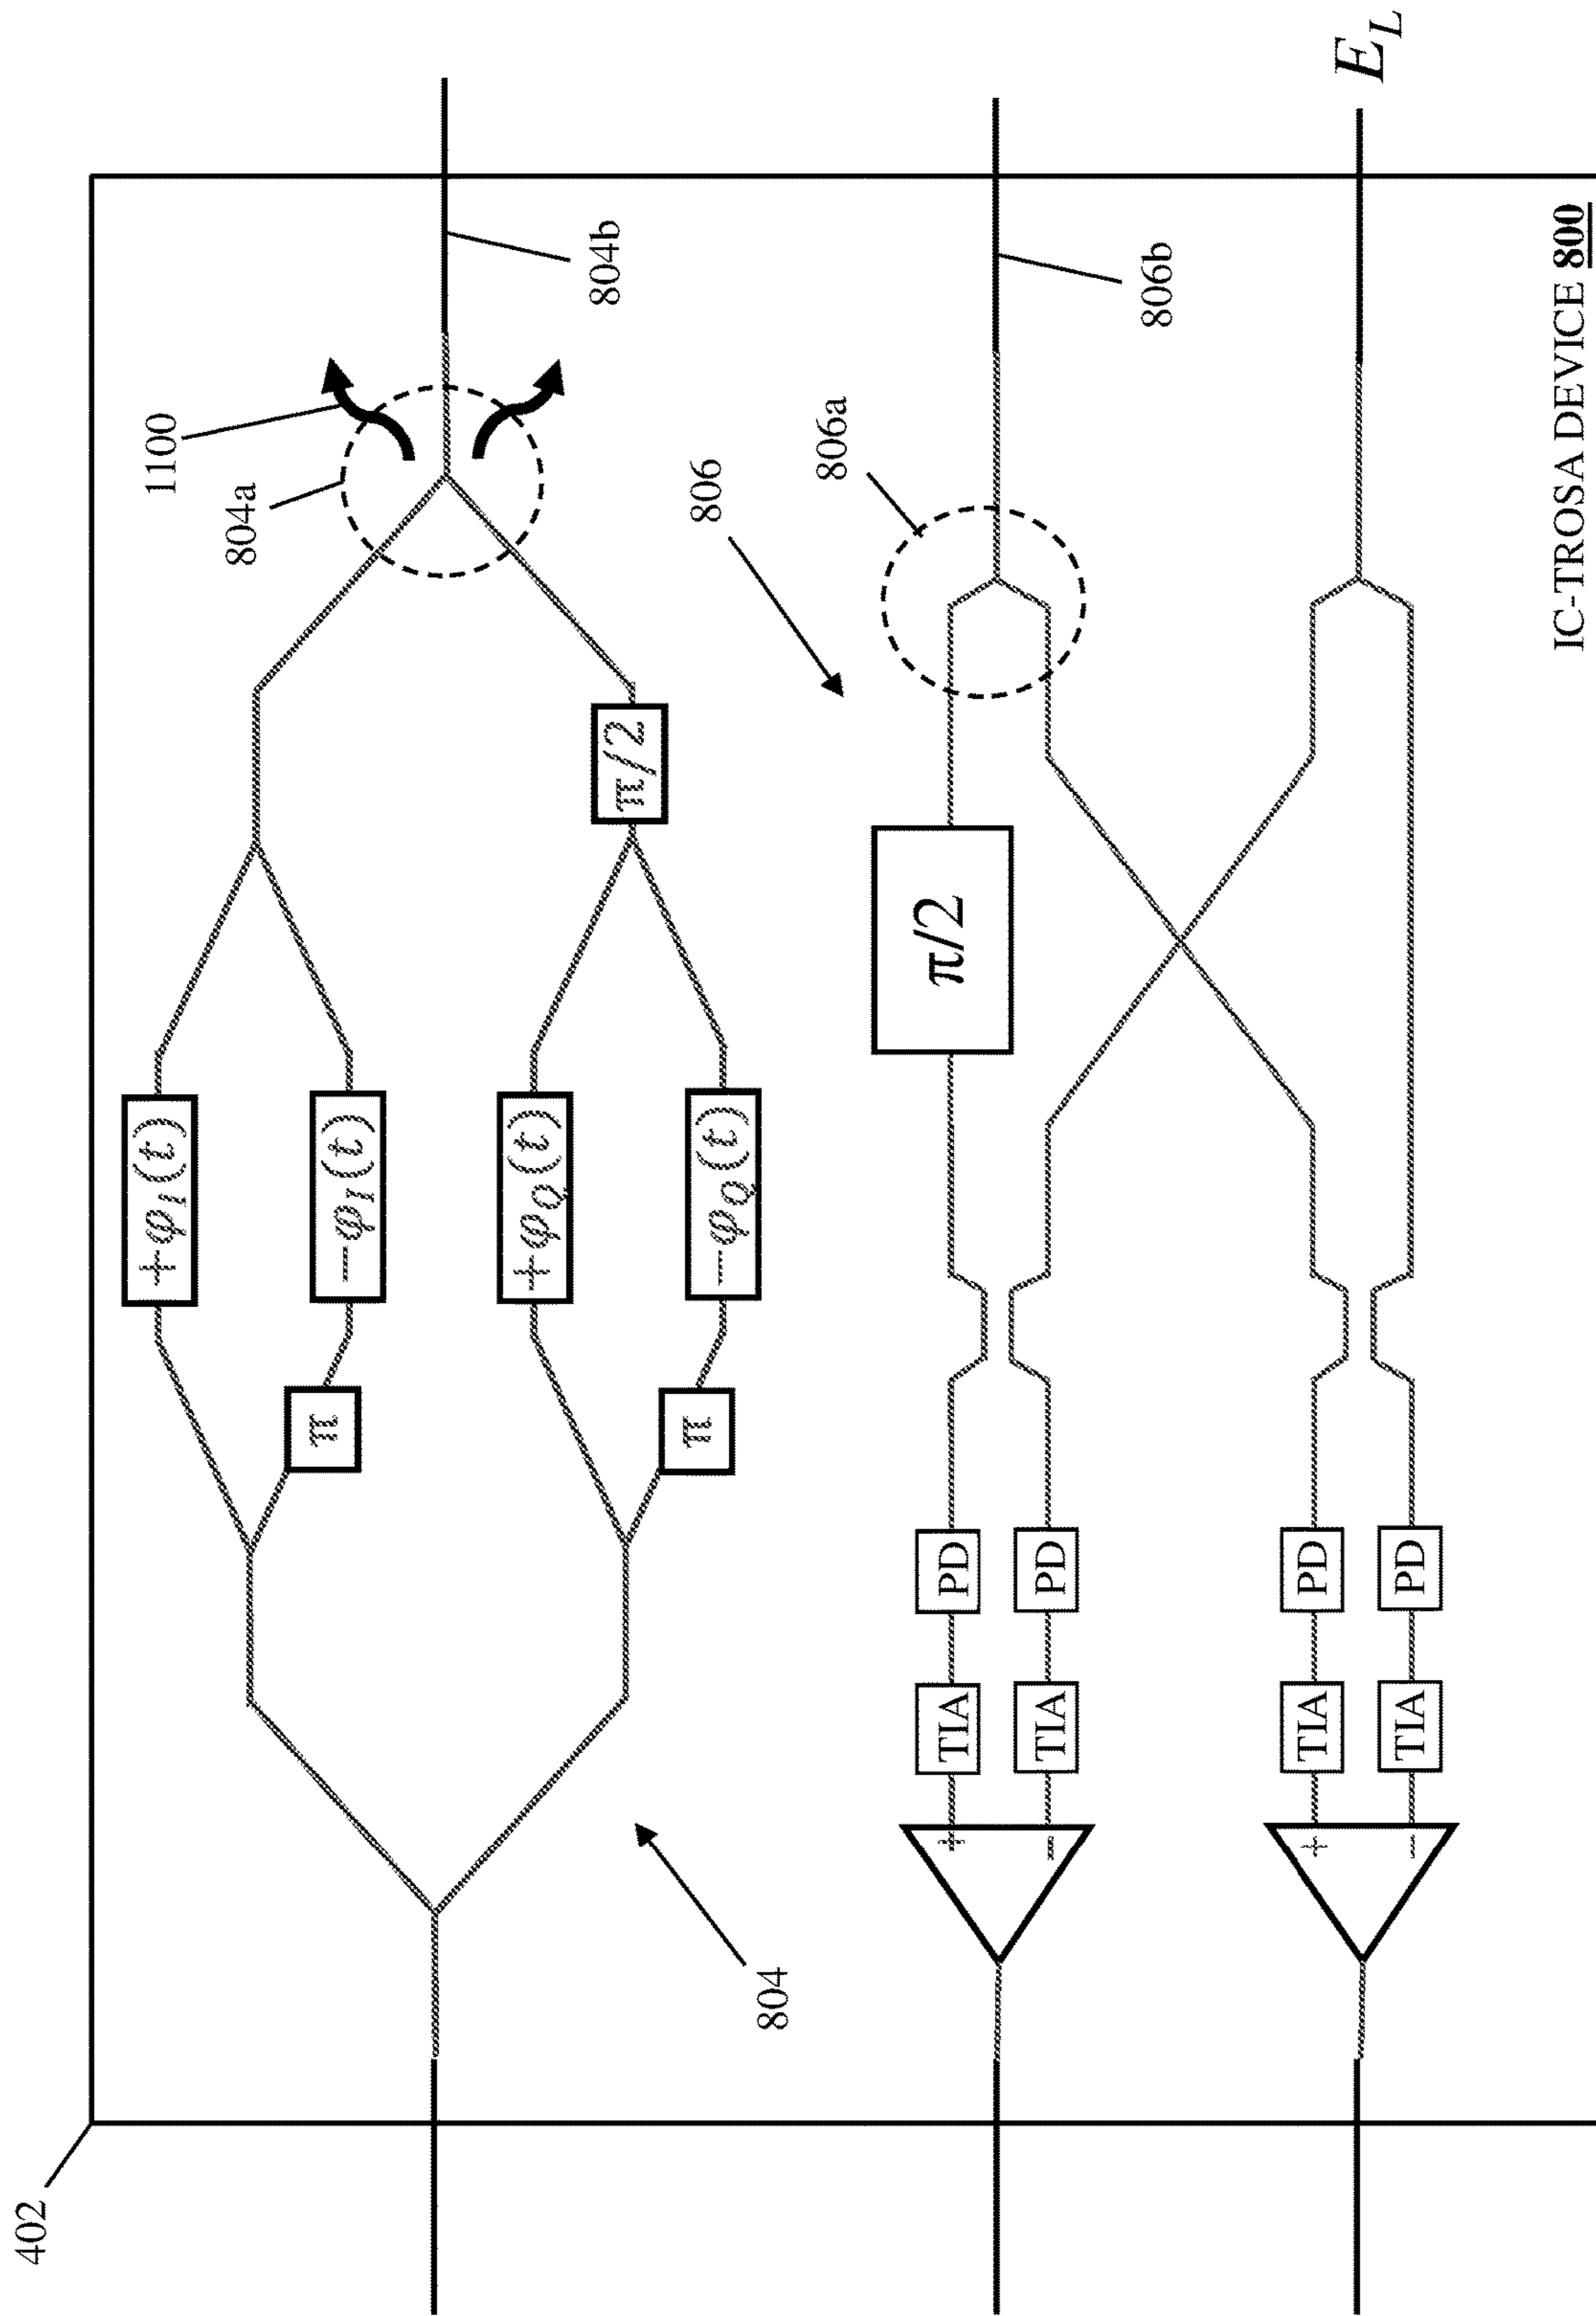 402
+φ_I(t)
1100
804a
π
−φ_I(t)
+φ_Q(t)
804b
π/2
π
−φ_Q(t)
806
804
806a
+ TIA PD
π/2
− TIA PD
806b
+ TIA PD
E_L
− TIA PD
IC-TROSA DEVICE 800